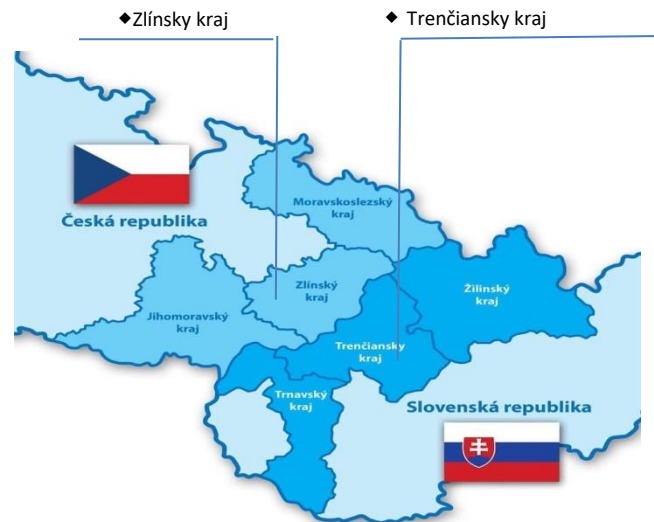 ◆Zlínsky kraj
◆ Trenčiansky kraj
Moravskoslezský
kraj
Česká republika
Zlínský
kraj
Žilinský
kraj
Jihomoravský
kraj
Trenčiansky
kraj
Trnavský
kraj
Slovenská republika